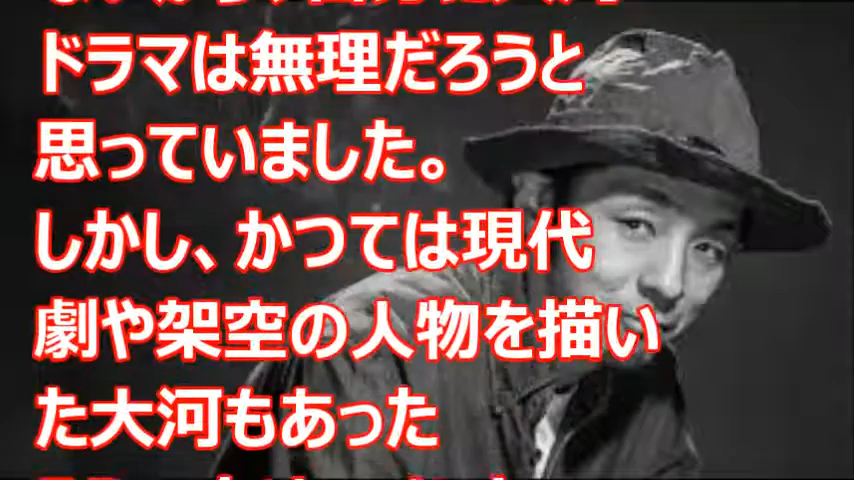 ドラマは無理だろうと
思っていました。
しかし、かつては現代
劇や架空の人物を描い
た大河もあった